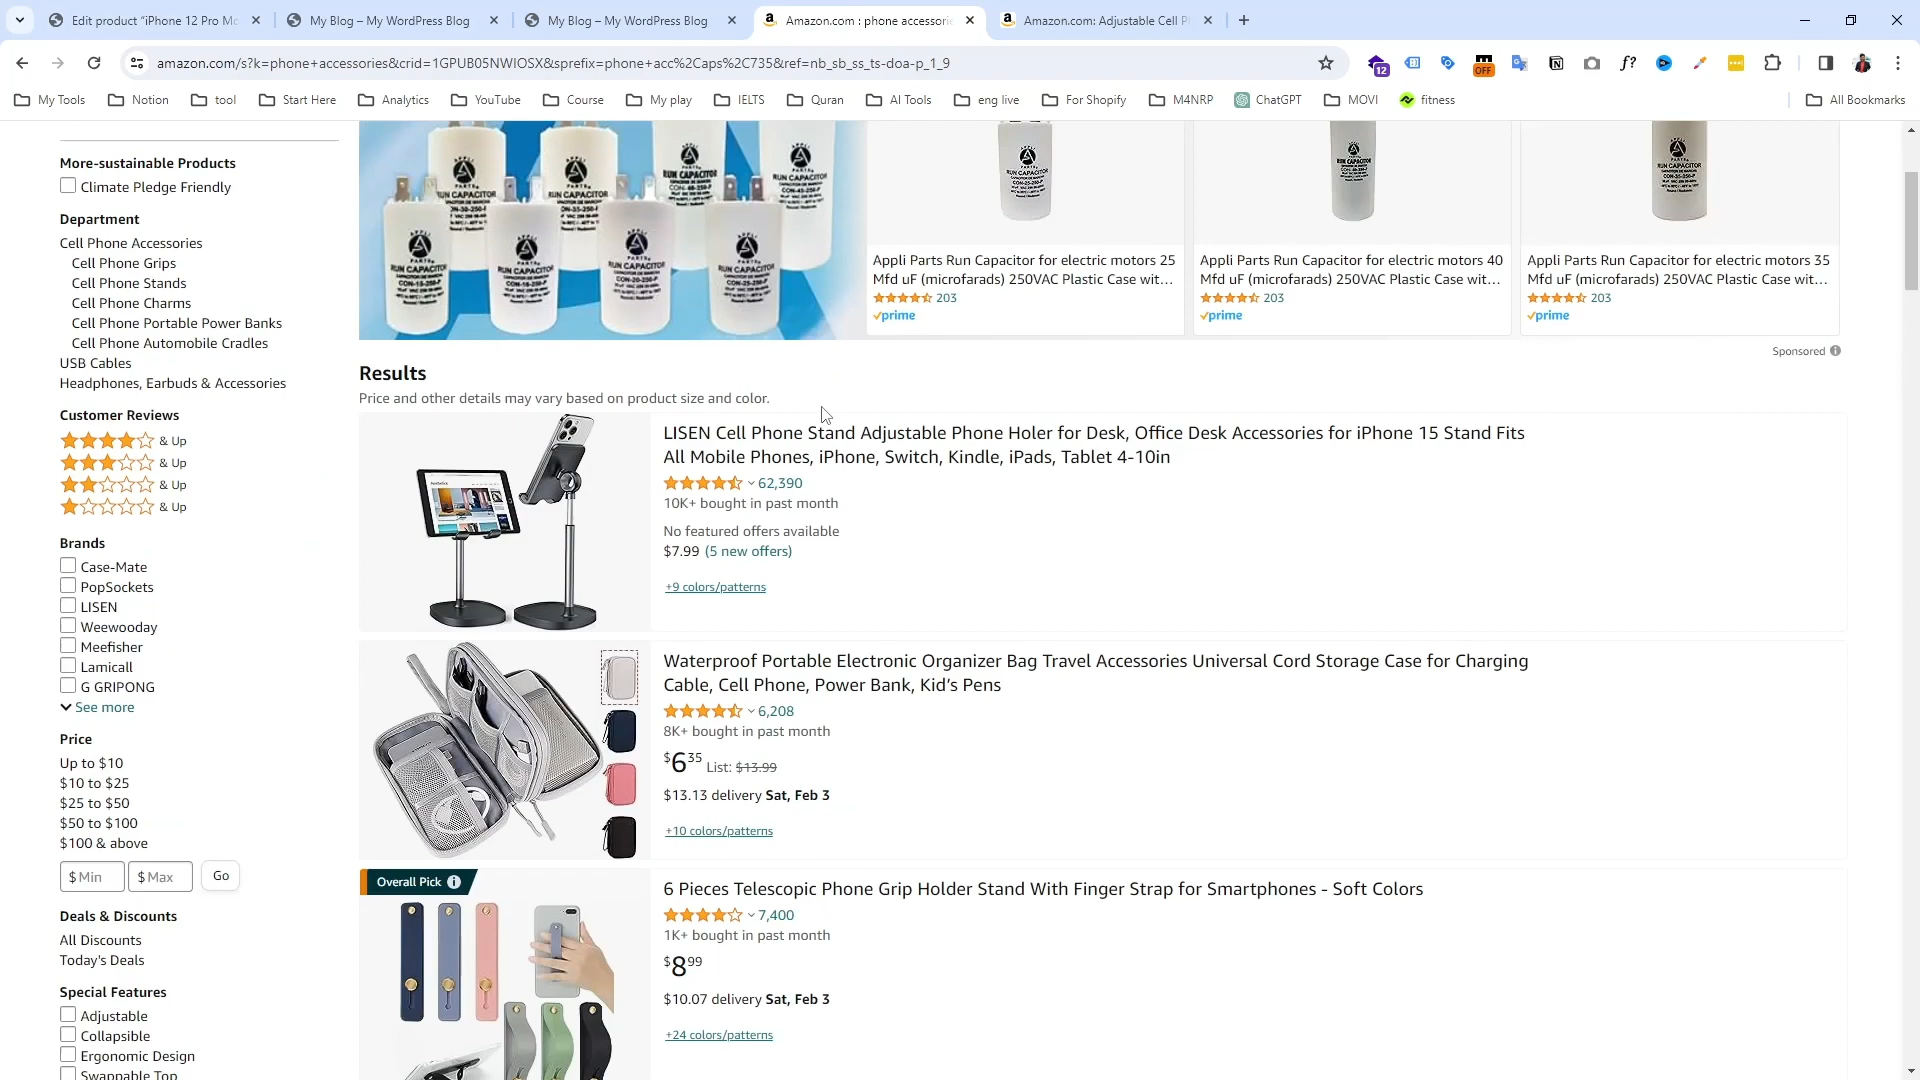 Edit product "iPhone 12 Pro Mo
My Blog – My WordPress Blog
My Blog – My WordPress Blog
Amazon.com : phone accessorie
Amazon.com: Adjustable Cell P
amazon.com/s?k=phone+accessories&crid=1GPUB05NWIOSX&sprefix=phone+acc%2Caps%2C735&ref=nb_sb_ss_ts-doa-p_1_9
12
OFF
f?
My Tools
Notion
tool
Start Here
Analytics
YouTube
Course
My play
IELTS
Quran
AI Tools
eng live
For Shopify
M4NRP
ChatGPT
MOVI
fitness
All Bookmarks
More-sustainable Products
Climate Pledge Friendly
Department
Cell Phone Accessories
Cell Phone Grips
Cell Phone Stands
Cell Phone Charms
Cell Phone Portable Power Banks
Cell Phone Automobile Cradles
USB Cables
Headphones, Earbuds & Accessories
Customer Reviews
& Up
& Up
& Up
& Up
Brands
Case-Mate
PopSockets
LISEN
Weewooday
Meefisher
Lamicall
G GRIPONG
See more
Price
Up to $10
$10 to $25
$25 to $50
$50 to $100
$100 & above
$ Min
$ Max
Go
Deals & Discounts
All Discounts
Today's Deals
Special Features
Adjustable
Collapsible
Ergonomic Design
Swappable Top
RUN CAPACITOR
RUN CAPACITOR
RUN CAPACITOR
RUN CAPACITOR
Appli Parts Run Capacitor for electric motors 25
Mfd uF (microfarads) 250VAC Plastic Case wit...
203
prime
Appli Parts Run Capacitor for electric motors 40
Mfd uF (microfarads) 250VAC Plastic Case wit...
203
prime
Appli Parts Run Capacitor for electric motors 35
Mfd uF (microfarads) 250VAC Plastic Case wit...
203
prime
Sponsored
Results
Price and other details may vary based on product size and color.
LISEN Cell Phone Stand Adjustable Phone Holer for Desk, Office Desk Accessories for iPhone 15 Stand Fits
All Mobile Phones, iPhone, Switch, Kindle, iPads, Tablet 4-10in
62,390
10K+ bought in past month
No featured offers available
$7.99 (5 new offers)
+9 colors/patterns
Waterproof Portable Electronic Organizer Bag Travel Accessories Universal Cord Storage Case for Charging
Cable, Cell Phone, Power Bank, Kid's Pens
6,208
8K+ bought in past month
$6 35 List: $13.99
$13.13 delivery Sat, Feb 3
+10 colors/patterns
Overall Pick
6 Pieces Telescopic Phone Grip Holder Stand With Finger Strap for Smartphones - Soft Colors
7,400
1K+ bought in past month
$8 99
$10.07 delivery Sat, Feb 3
+24 colors/patterns